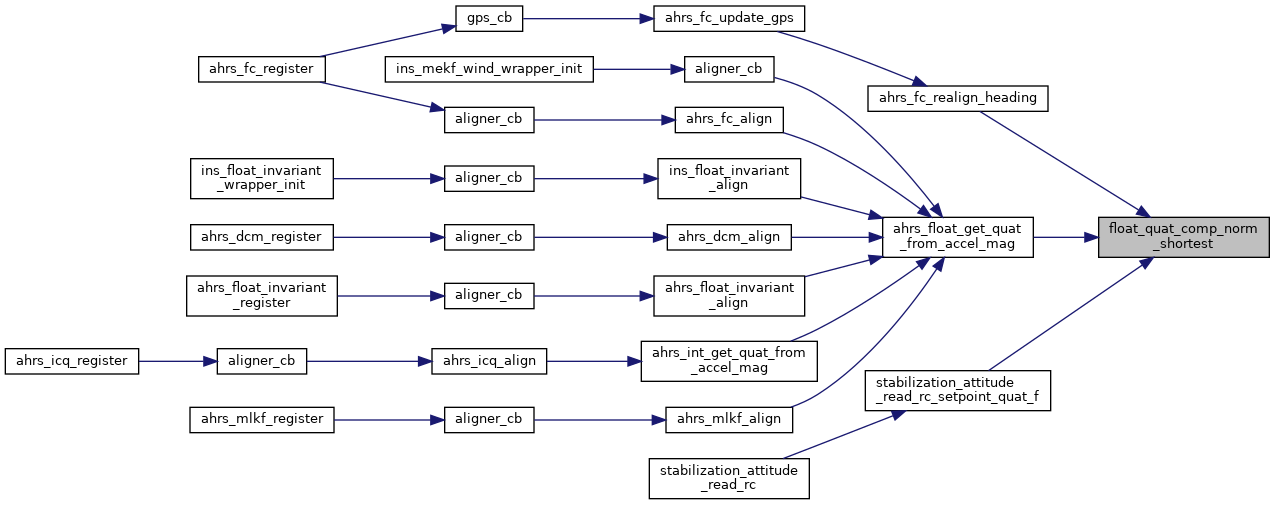 gps_cb
ahrs_fc_update_gps
ahrs_fc_register
ins_mekf_wind_wrapper_init
aligner_cb
ahrs_fc_realign_heading
aligner_cb
ahrs_fc_align
ins_float_invariant
_wrapper_init
aligner_cb
ins_float_invariant
_align
ahrs_dcm_register
aligner_cb
ahrs_dcm_align
ahrs_float_get_quat
_from_accel_mag
float_quat_comp_norm
_shortest
ahrs_float_invariant
_register
aligner_cb
ahrs_float_invariant
_align
ahrs_icq_register
aligner_cb
ahrs_icq_align
ahrs_int_get_quat_from
_accel_mag
stabilization_attitude
_read_rc_setpoint_quat_f
ahrs_mlkf_register
aligner_cb
ahrs_mlkf_align
stabilization_attitude
_read_rc